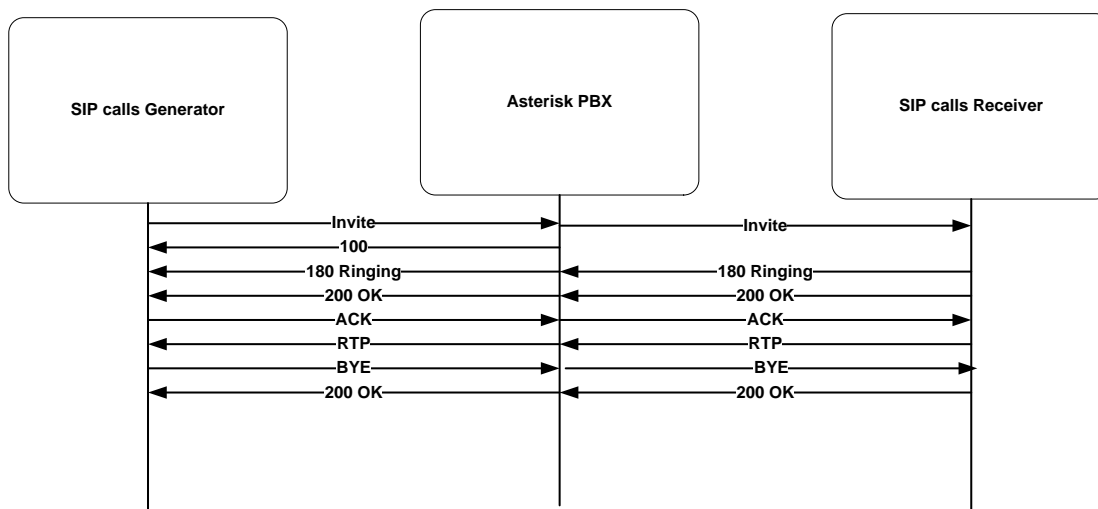 SIP calls Generator
Asterisk PBX
SIP calls Receiver
Invite
Invite
100
180 Ringing
180 Ringing
200 OK
200 OK
ACK
ACK
RTP
RTP
BYE
BYE
200 OK
200 OK